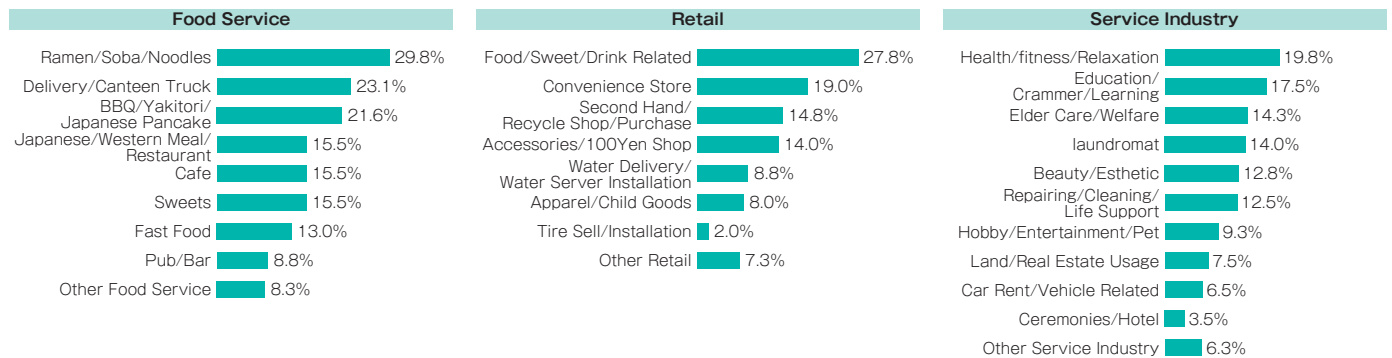 Food Service
Ramen/Soba/Noodles 29.8%
Delivery/Canteen Truck 23.1%
BBQ/Yakitori/
Japanese Pancake 21.6%
Japanese/Western Meal/
Restaurant 15.5%
Cafe 15.5%
Sweets 15.5%
Fast Food 13.0%
Pub/Bar 8.8%
Other Food Service 8.3%
Retail
Food/Sweet/Drink Related 27.8%
Convenience Store 19.0%
Second Hand/
Recycle Shop/Purchase 14.8%
Accessories/100Yen Shop 14.0%
Water Delivery/
Water Server Installation 8.8%
Apparel/Child Goods 8.0%
Tire Sell/Installation 2.0%
Other Retail 7.3%
Service Industry
Health/fitness/Relaxation 19.8%
Education/
Crammer/Learning 17.5%
Elder Care/Welfare 14.3%
laundromat 14.0%
Beauty/Esthetic 12.8%
Repairing/Cleaning/
Life Support 12.5%
Hobby/Entertainment/Pet 9.3%
Land/Real Estate Usage 7.5%
Car Rent/Vehicle Related 6.5%
Ceremonies/Hotel 3.5%
Other Service Industry 6.3%